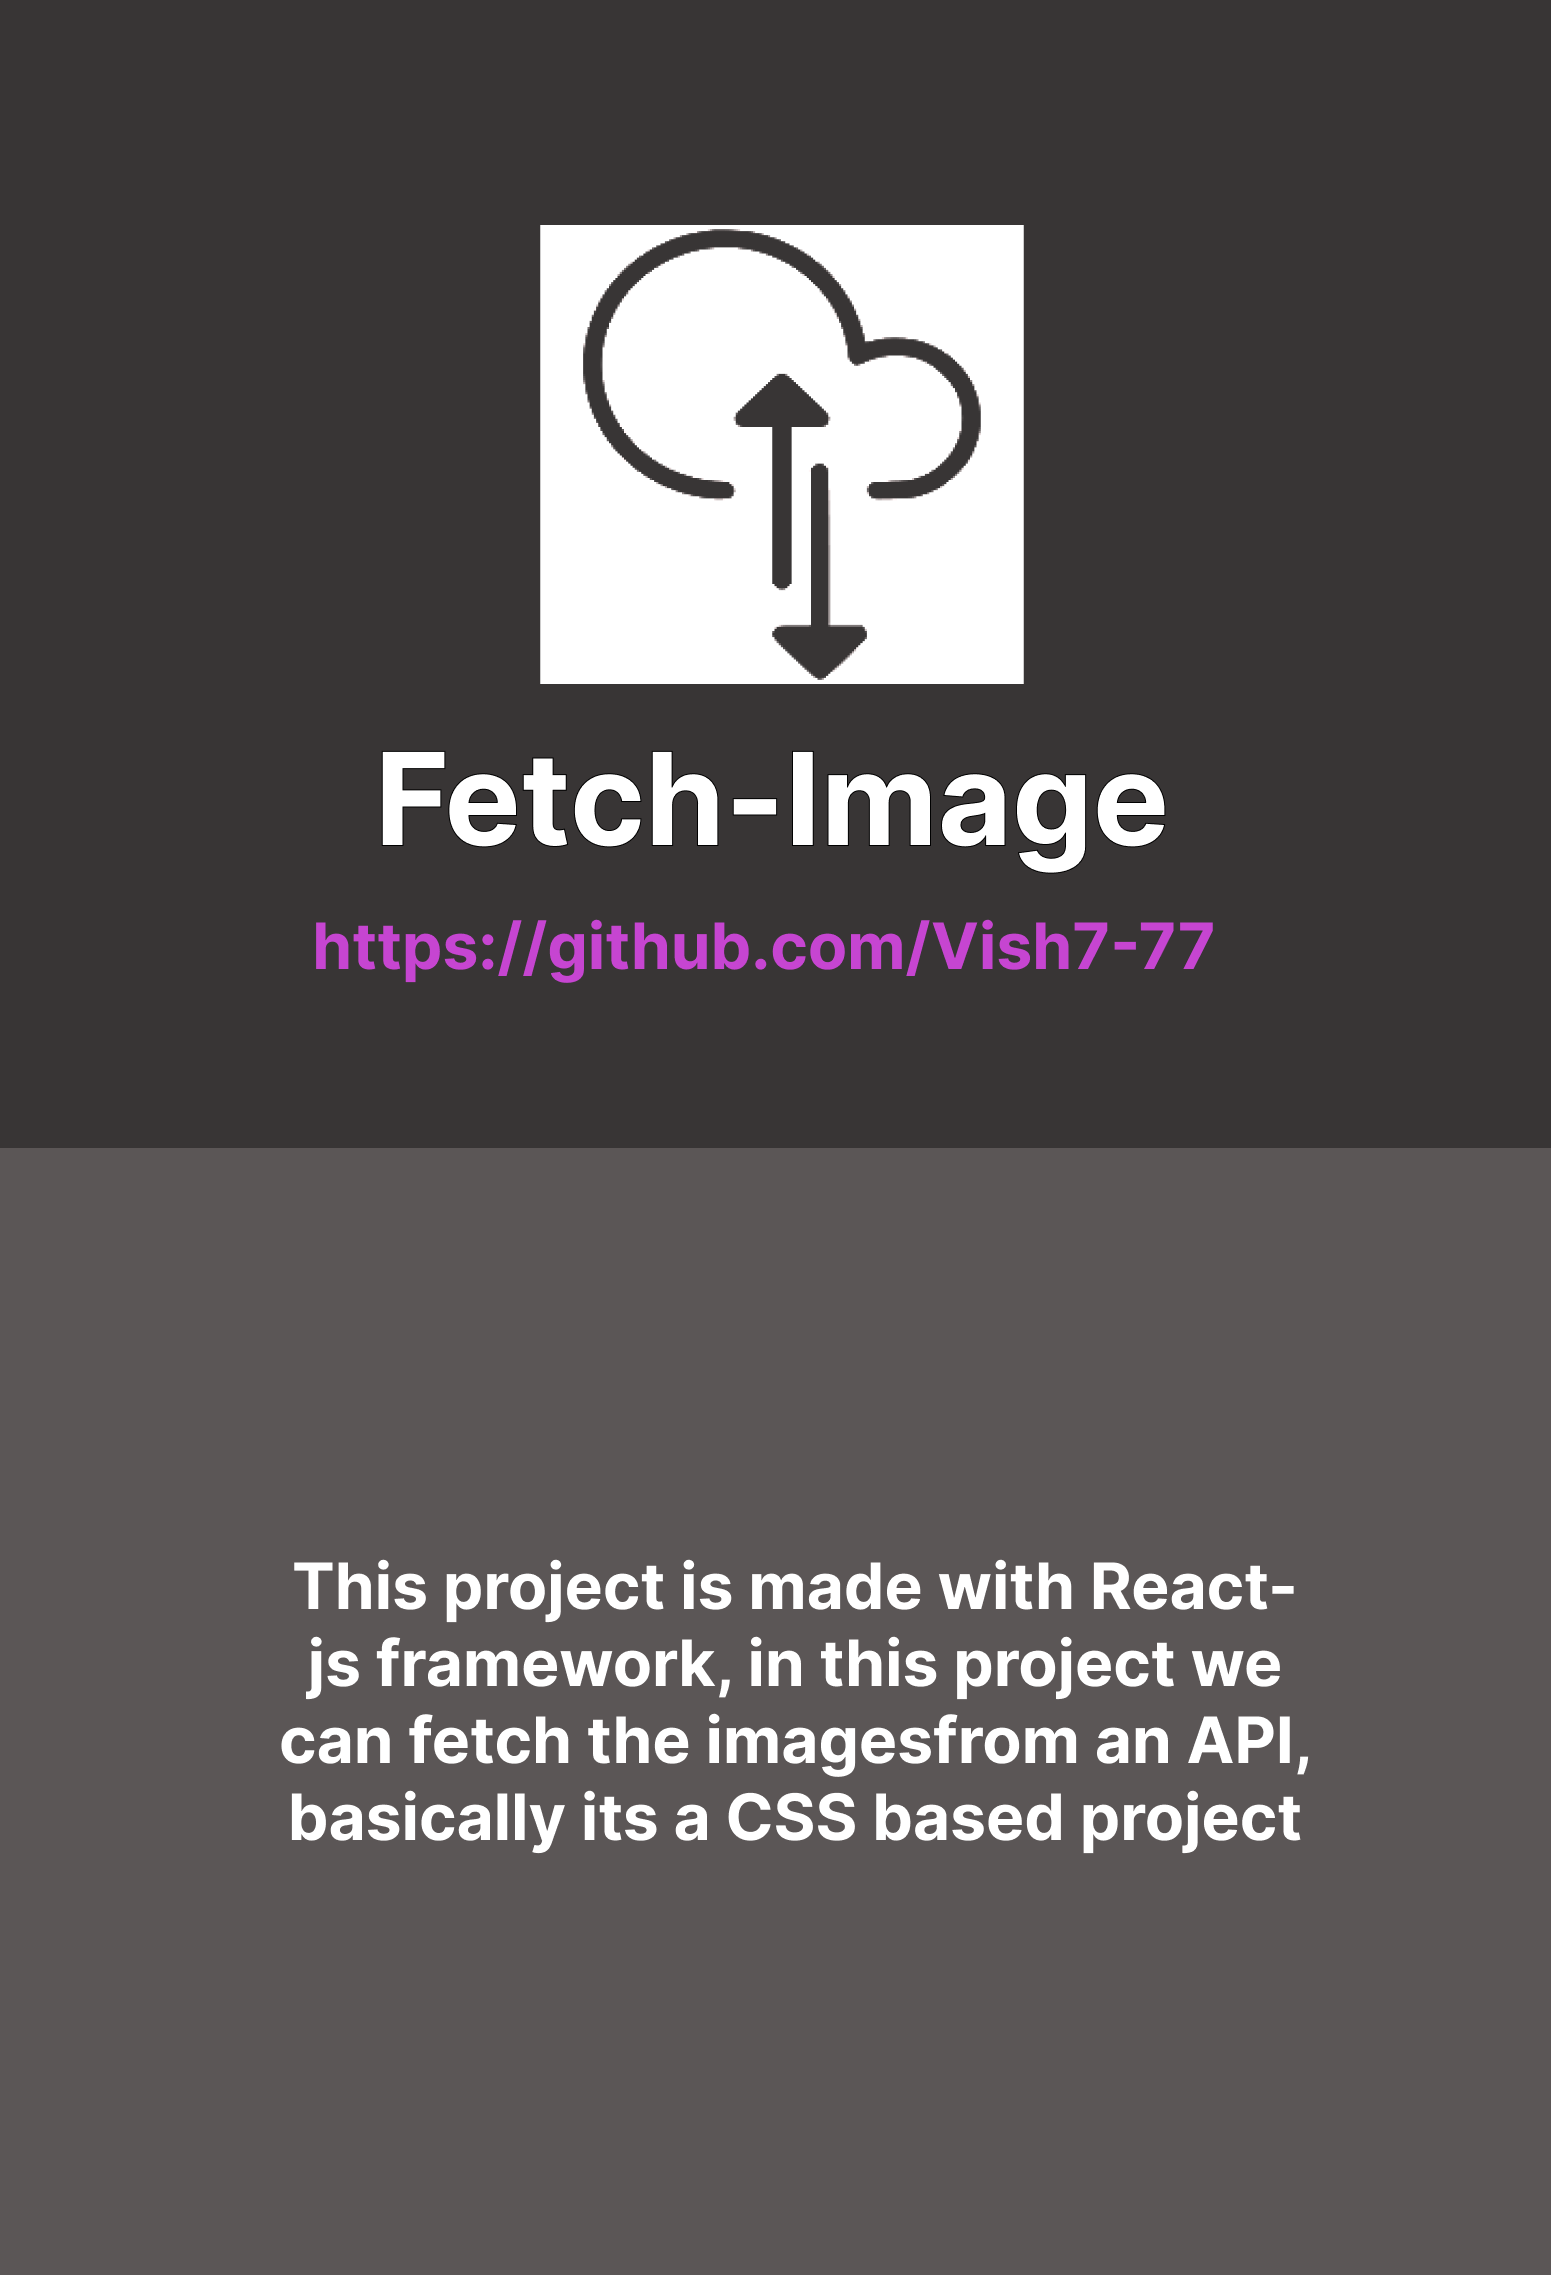 Fetch-Image
https://github.com/Vish7-77
This project is made with React-
js framework, in this project we
can fetch the imagesfrom an API,
basically its a CSS based project